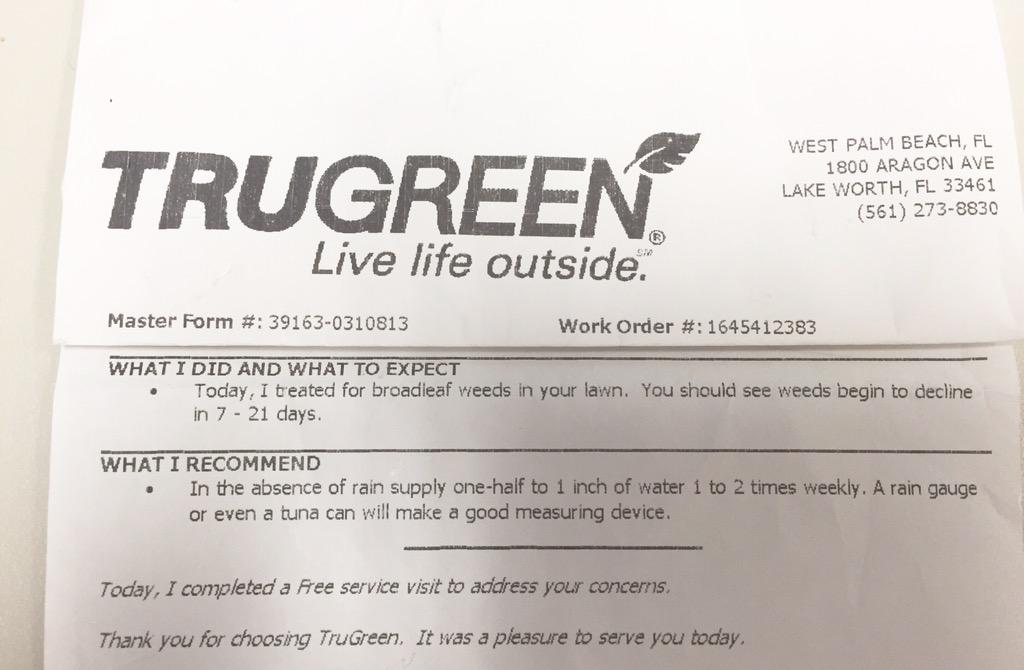 TRUGREEN®
Live life outside.℠
WEST PALM BEACH, FL
1800 ARAGON AVE
LAKE WORTH, FL 33461
(561) 273-8830
Master Form #: 39163-0310813
Work Order #: 1645412383
WHAT I DID AND WHAT TO EXPECT
• Today, I treated for broadleaf weeds in your lawn. You should see weeds begin to decline
in 7 - 21 days.
WHAT I RECOMMEND
• In the absence of rain supply one-half to 1 inch of water 1 to 2 times weekly. A rain gauge
or even a tuna can will make a good measuring device.
Today, I completed a Free service visit to address your concerns.
Thank you for choosing TruGreen. It was a pleasure to serve you today.